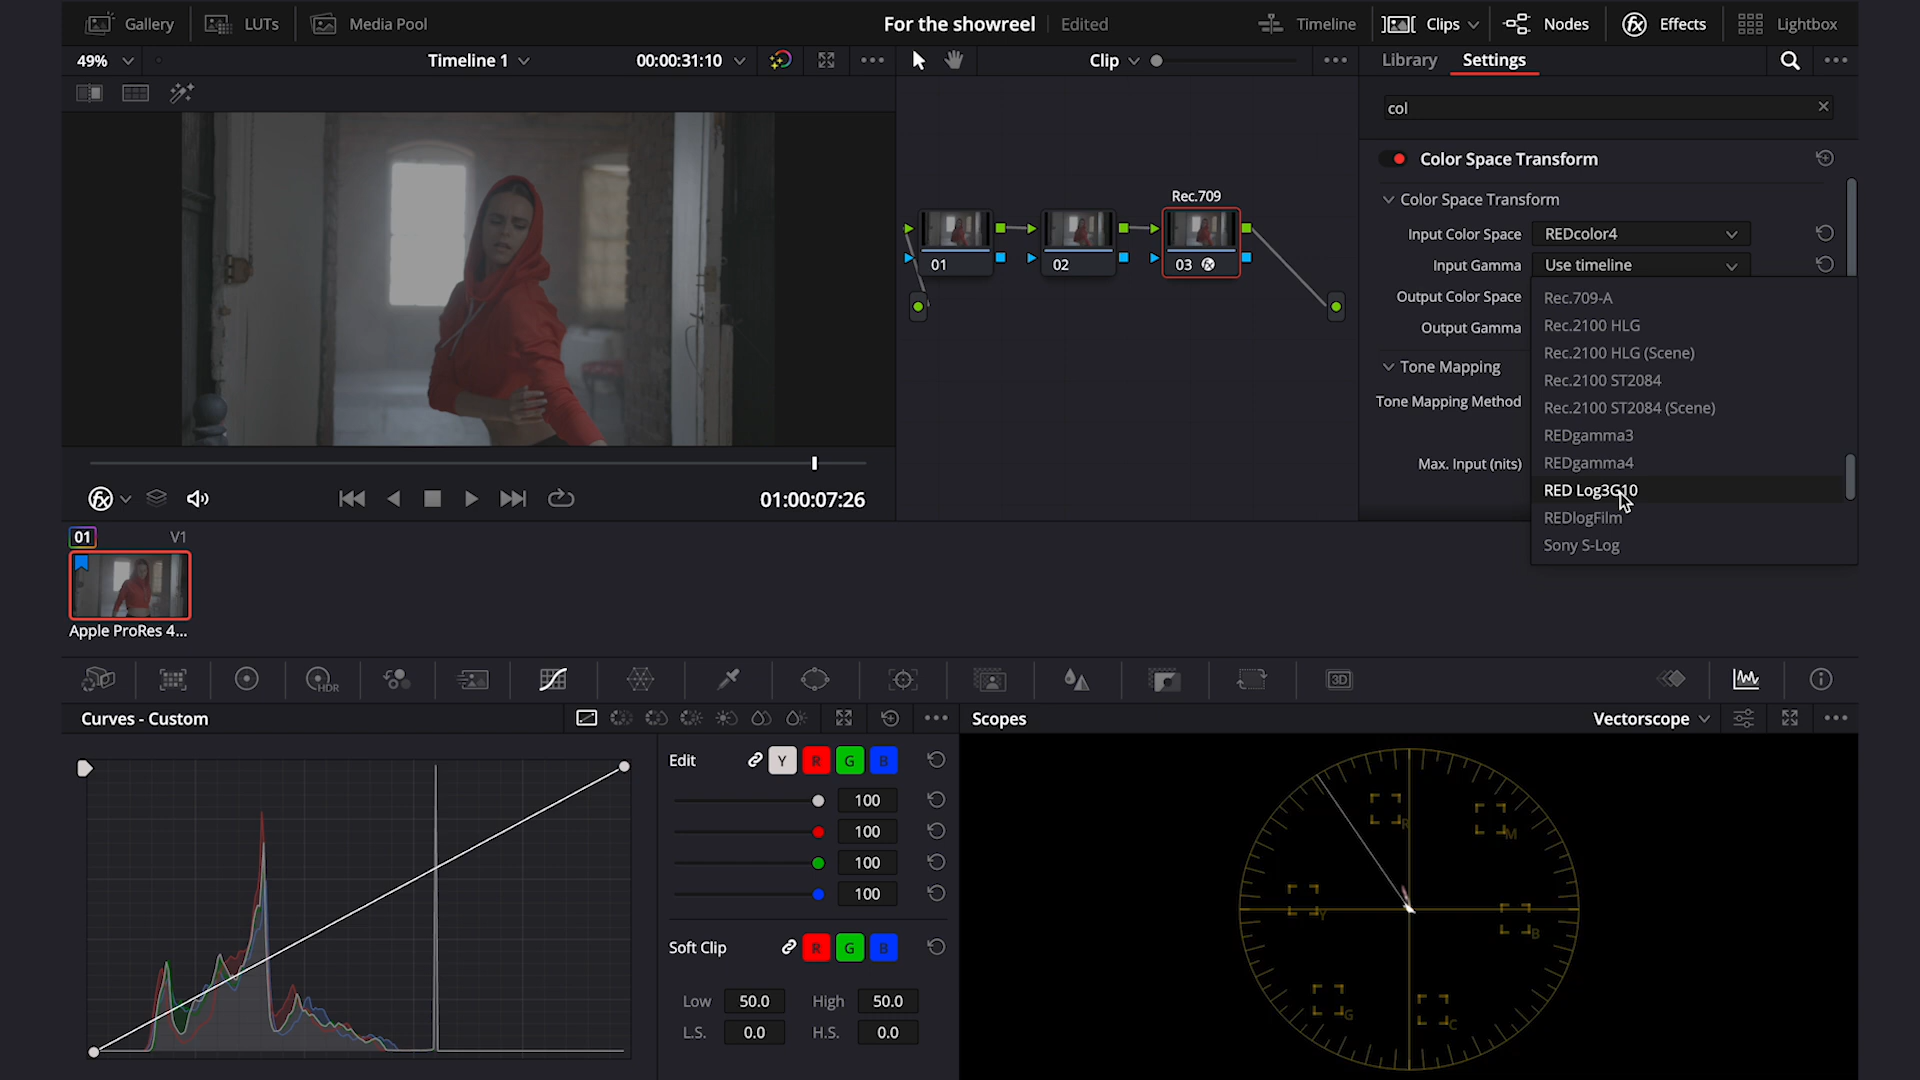 Gallery
LUTs
Media Pool
For the showreel
Edited
Timeline
Clips
Nodes
fx Effects
Lightbox
49%
Timeline 1
00:00:31:10
Clip
Library
Settings
col
Color Space Transform
Color Space Transform
Input Color Space REDcolor4
Input Gamma Use timeline
Output Color Space
Output Gamma
Tone Mapping
Tone Mapping Method
Max. Input (nits)
Rec.709-A
Rec.2100 HLG
Rec.2100 HLG (Scene)
Rec.2100 ST2084
Rec.2100 ST2084 (Scene)
REDgamma3
REDgamma4
RED Log3G10
REDlogFilm
Sony S-Log
Rec.709
01
02
03 fx
fx
01:00:07:26
01 V1
Apple ProRes 4...
HDR
3D
Curves - Custom
Edit Y R G B
100
100
100
100
Soft Clip R G B
Low 50.0 High 50.0
L.S. 0.0 H.S. 0.0
Scopes
Vectorscope
R
M
Y
B
G
C